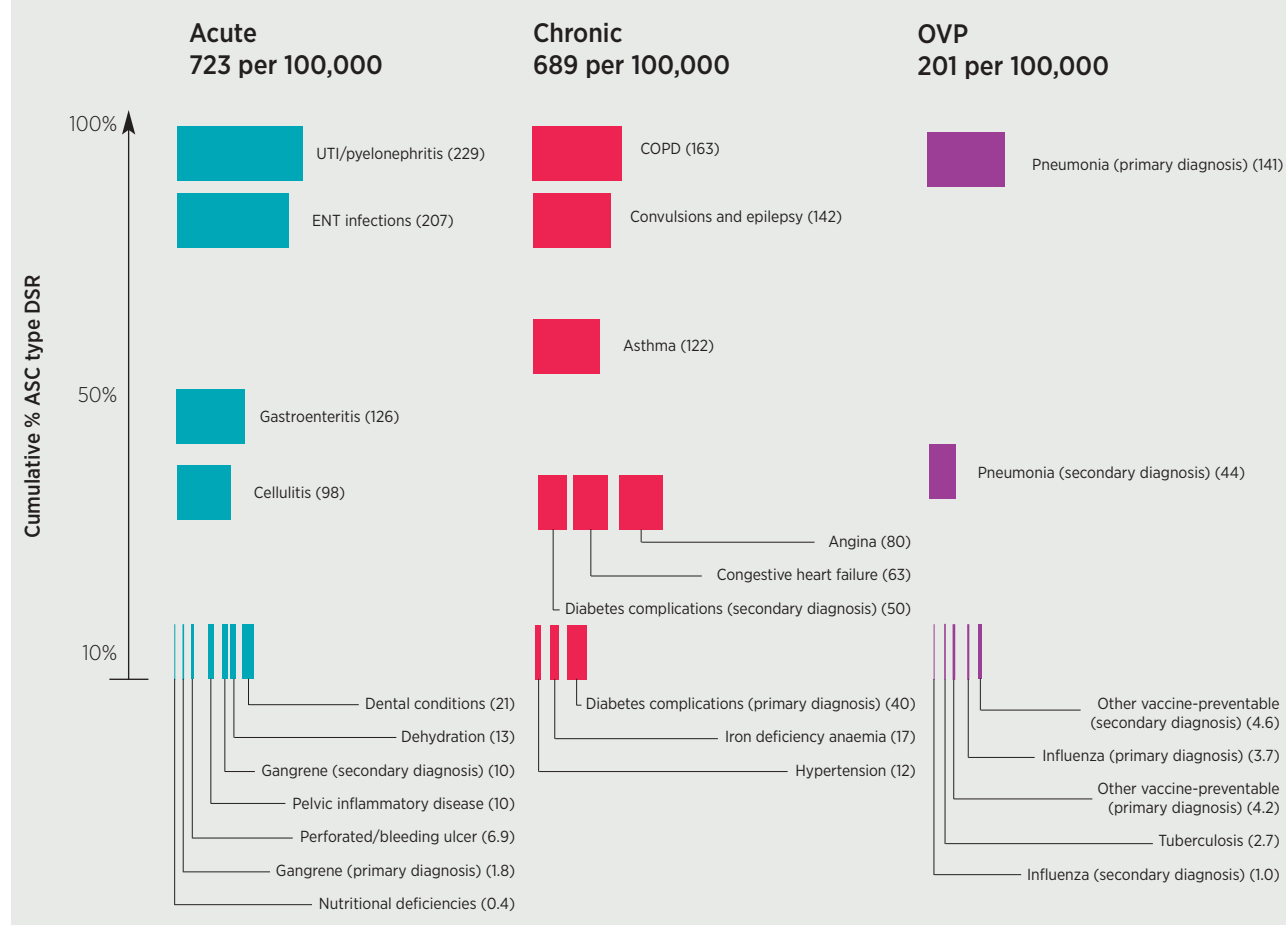 Acute
723 per 100,000
Chronic
689 per 100,000
OVP
201 per 100,000
Cumulative % ASC type DSR
100%
50%
10%
UTI/pyelonephritis (229)
ENT infections (207)
Gastroenteritis (126)
Cellulitis (98)
Dental conditions (21)
Dehydration (13)
Gangrene (secondary diagnosis) (10)
Pelvic inflammatory disease (10)
Perforated/bleeding ulcer (6.9)
Gangrene (primary diagnosis) (1.8)
Nutritional deficiencies (0.4)
COPD (163)
Convulsions and epilepsy (142)
Asthma (122)
Angina (80)
Congestive heart failure (63)
Diabetes complications (secondary diagnosis) (50)
Diabetes complications (primary diagnosis) (40)
Iron deficiency anaemia (17)
Hypertension (12)
Pneumonia (primary diagnosis) (141)
Pneumonia (secondary diagnosis) (44)
Other vaccine-preventable
(secondary diagnosis) (4.6)
Influenza (primary diagnosis) (3.7)
Other vaccine-preventable
(primary diagnosis) (4.2)
Tuberculosis (2.7)
Influenza (secondary diagnosis) (1.0)